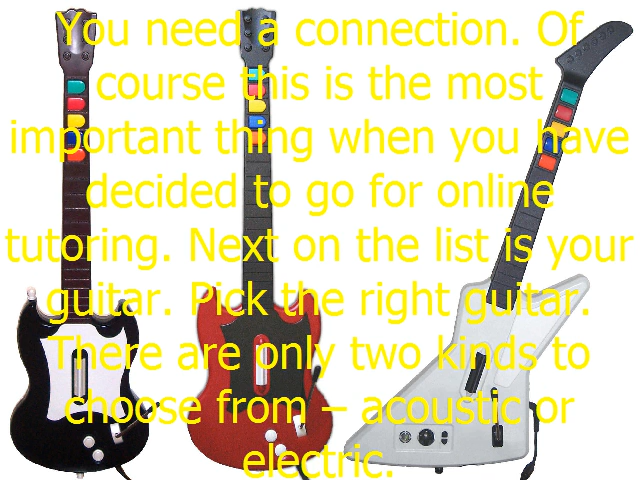 You need a connection. Of
course this is the most
important thing when you have
decided to go for online
tutoring. Next on the list is your
guitar. Pick the right guitar.
There are only two kinds to
choose from – acoustic or
electric.